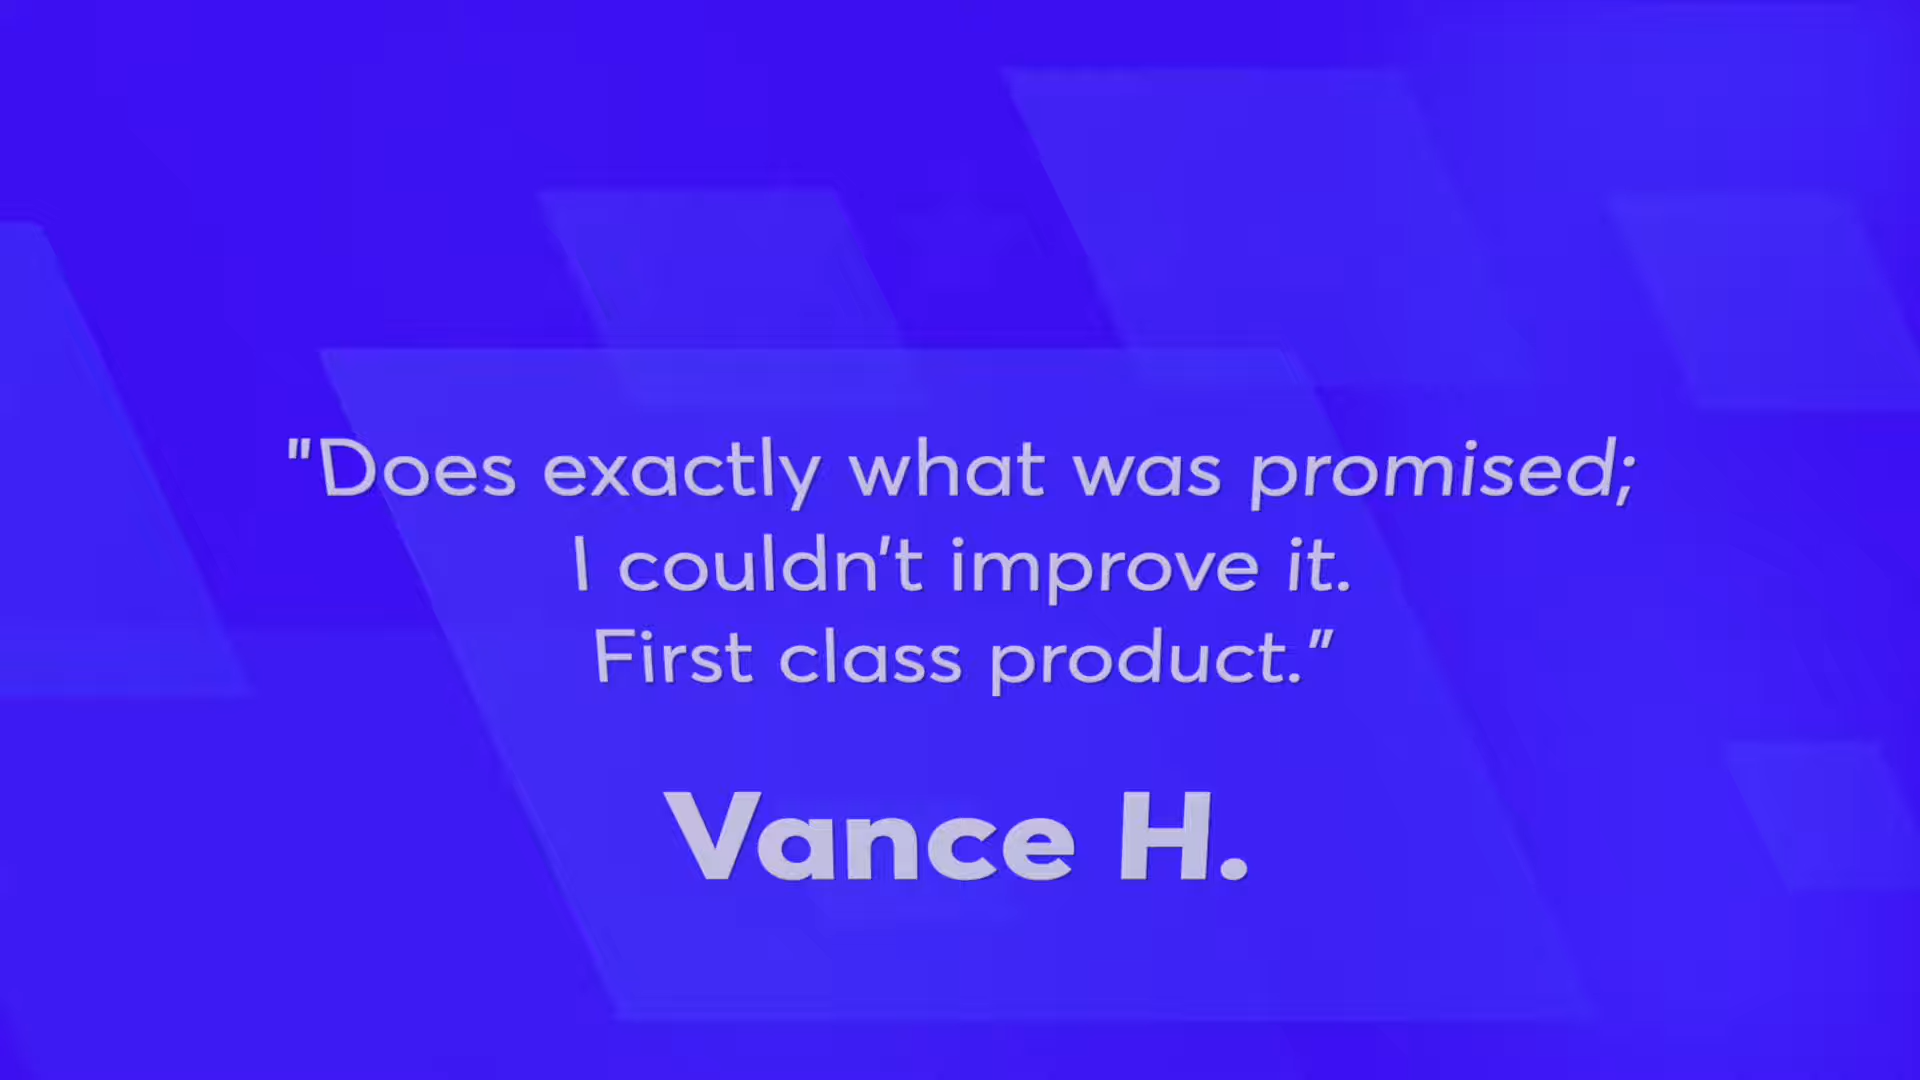 "Does exactly what was promised;
I couldn't improve it.
First class product."
Vance H.